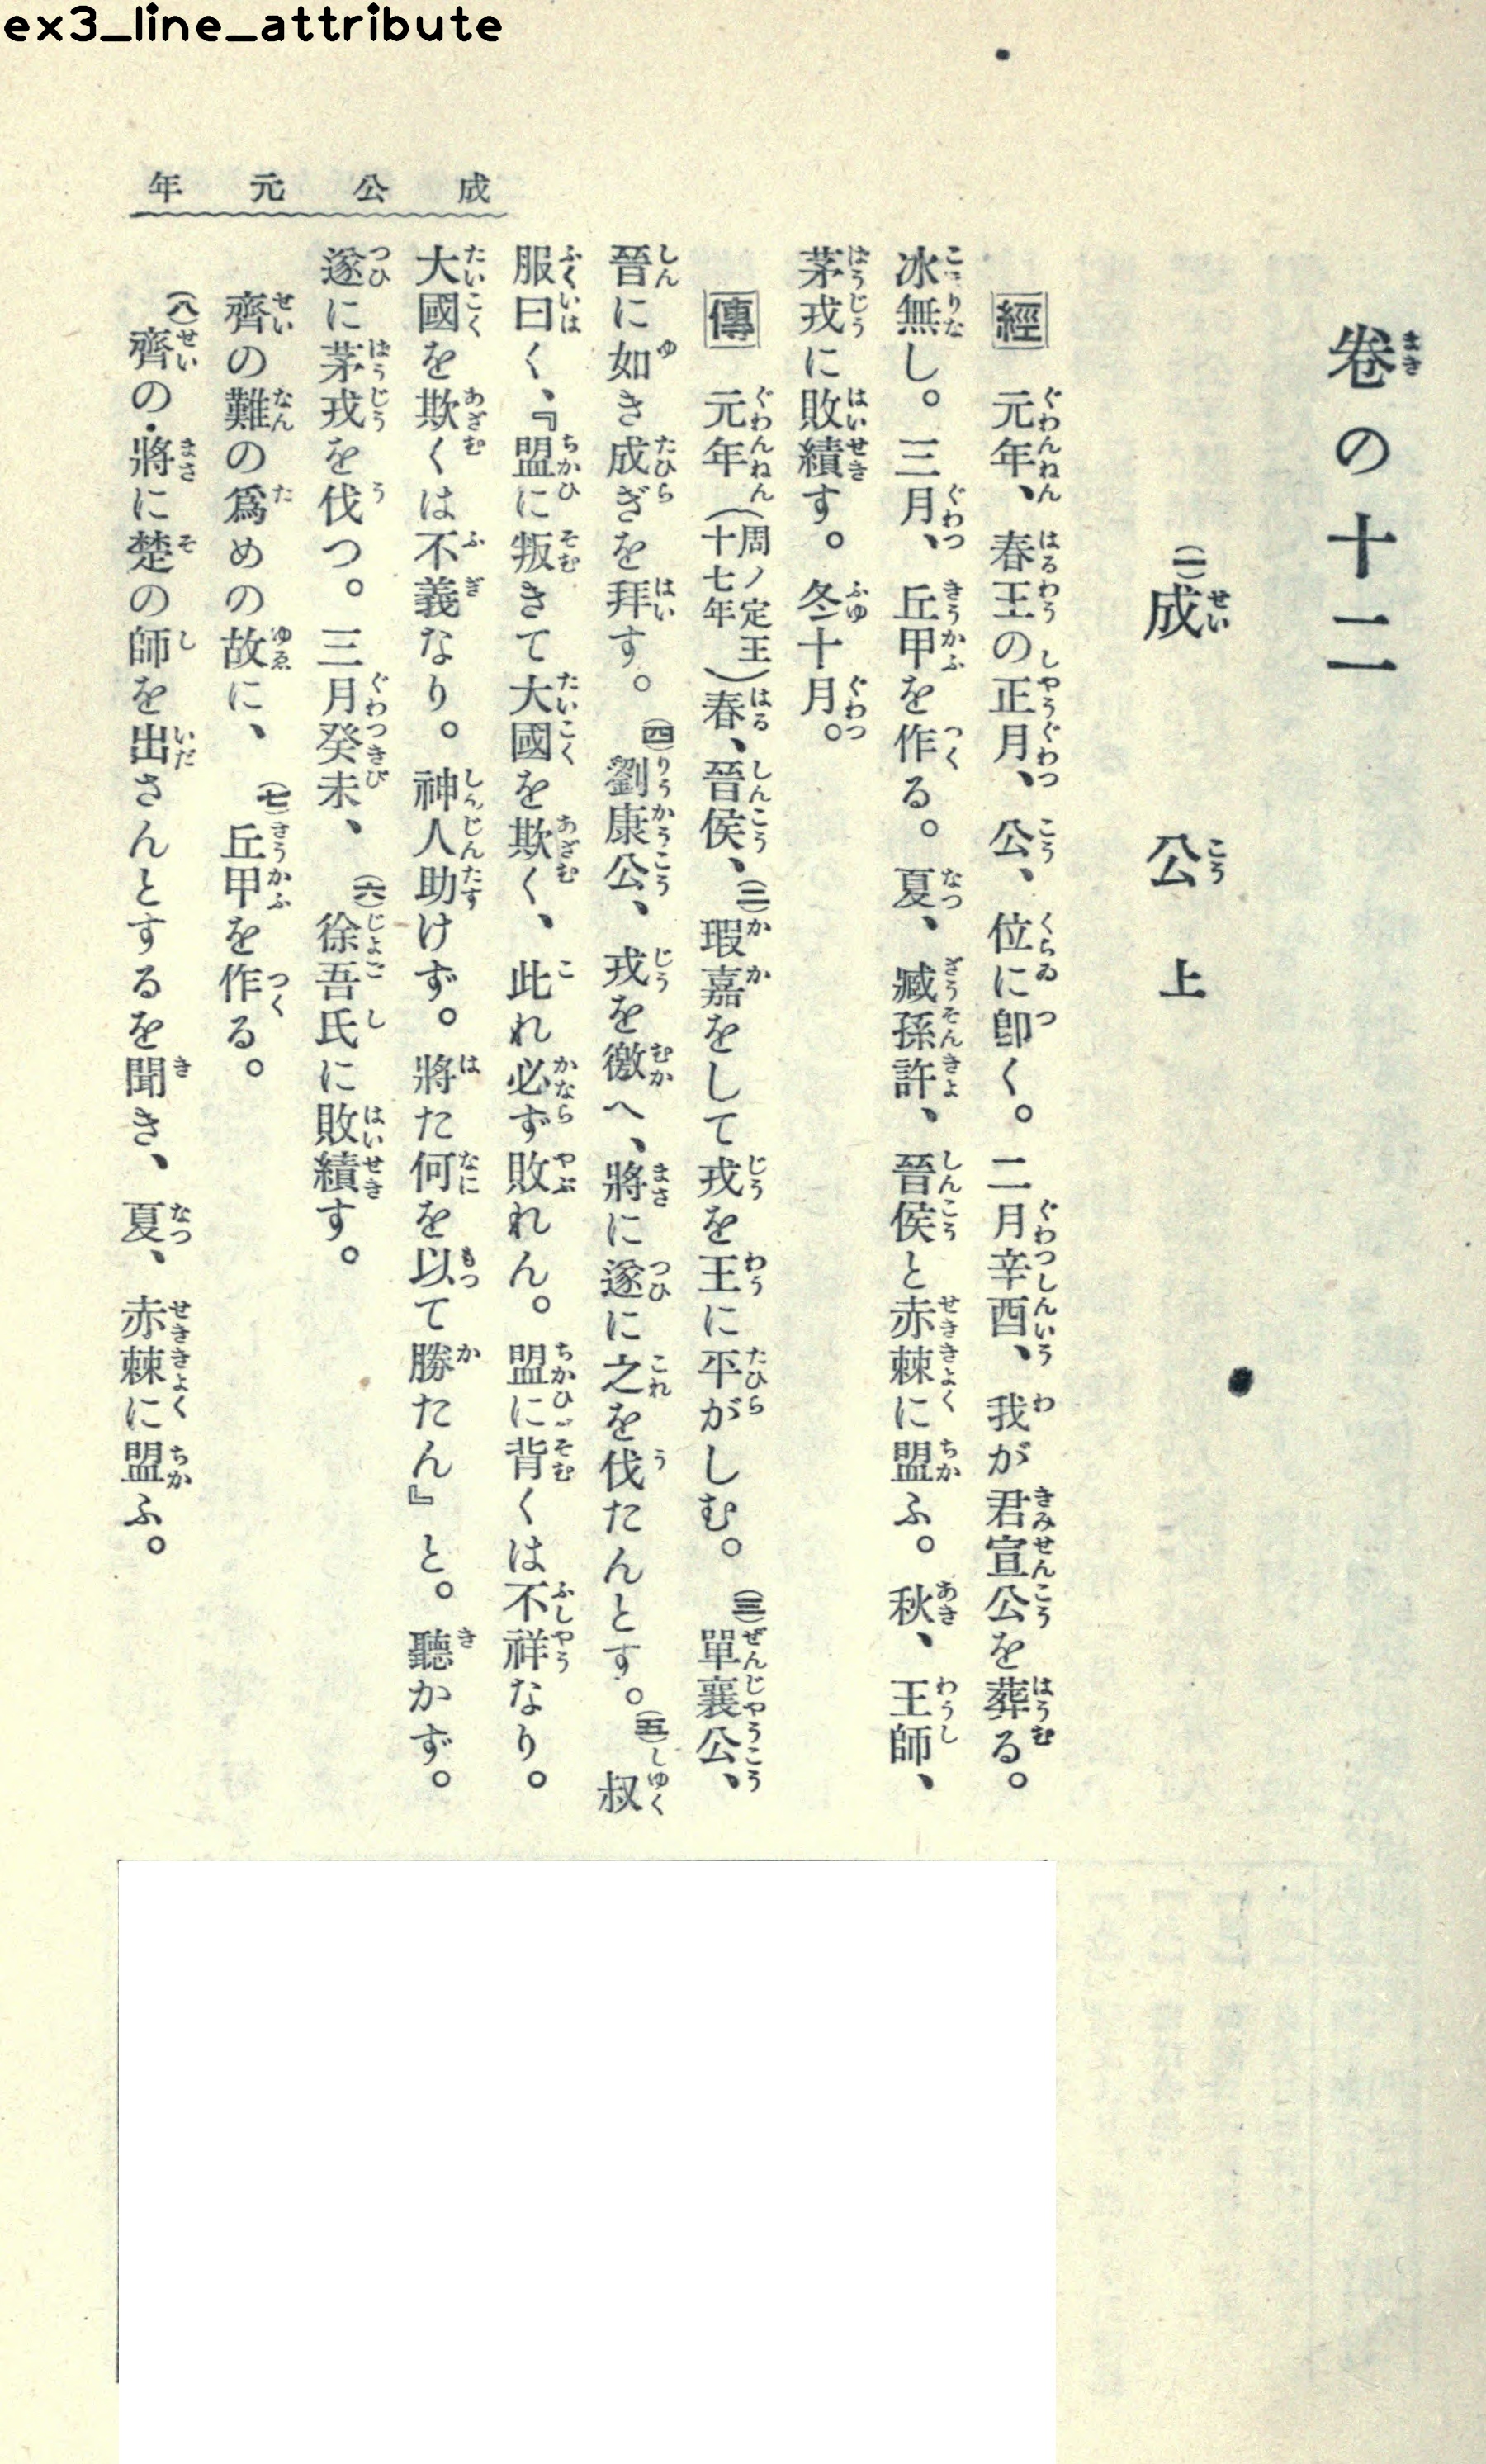 ex3_line_attribute
成公元年
卷の十二
㈠成公上
經 元年、春王の正月、公、位に卽く。二月辛酉、我が君宣公を葬る。
冰無し。三月、丘甲を作る。夏、臧孫許、晉侯と赤棘に盟ふ。秋、王師、
茅戎に敗績す。冬十月。
傳 元年(周ノ定王十七年)春、晉侯、㈡瑕嘉をして戎を王に平がしむ。㈢單襄公、
晉に如き成ぎを拜す。㈣劉康公、戎を徼へ、將に遂に之を伐たんとす。㈤叔
服曰く、『盟に叛きて大國を欺く、此れ必ず敗れん。盟に背くは不祥なり。
大國を欺くは不義なり。神人助けず。將た何を以て勝たん』と。聽かず。
遂に茅戎を伐つ。三月癸未、㈥徐吾氏に敗績す。
齊の難の爲めの故に、㈦丘甲を作る。
㈧齊の・將に楚の師を出さんとするを聞き、夏、赤棘に盟ふ。